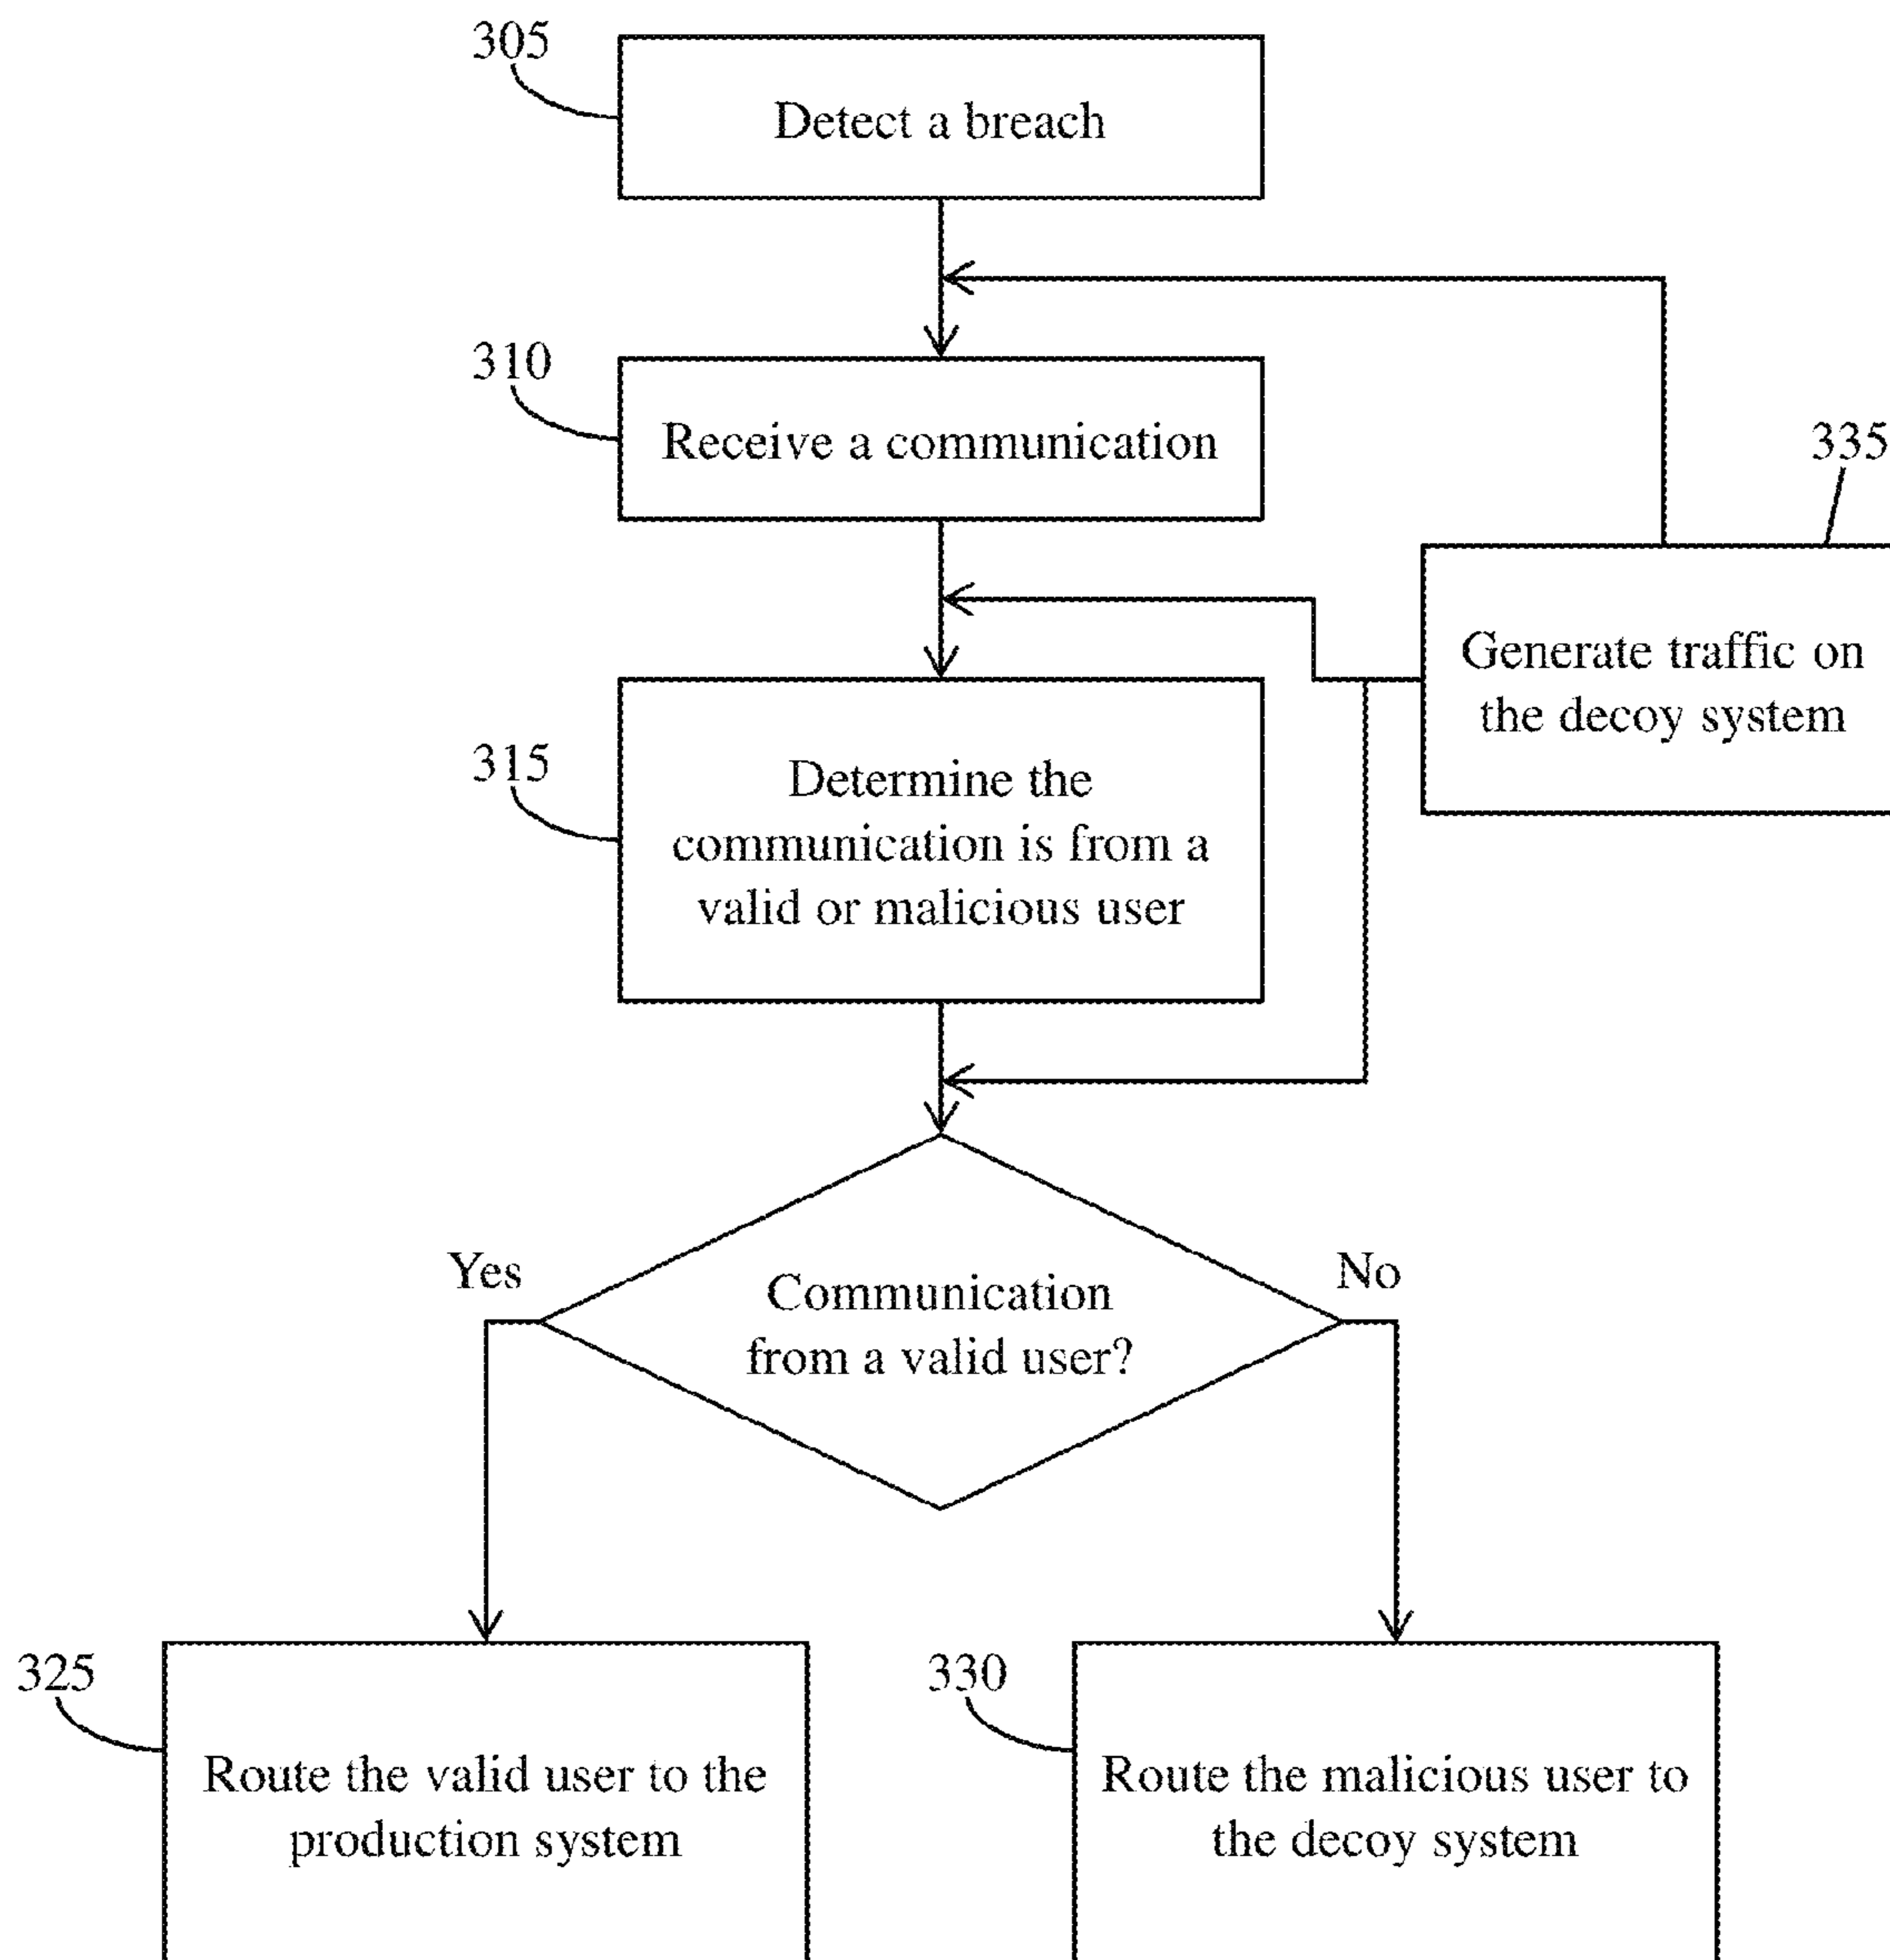 305
Detect a breach
310
Receive a communication
335
Generate traffic on
the decoy system
315
Determine the
communication is from a
valid or malicious user
Yes
No
Communication
from a valid user?
325
Route the valid user to the
production system
330
Route the malicious user to
the decoy system